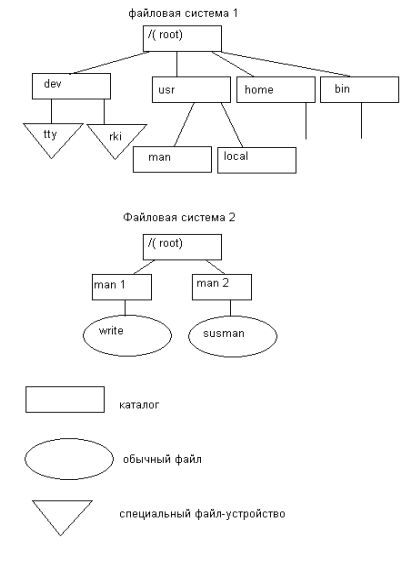 файловая система 1
/( root)
dev
usr
home
bin
tty
rki
man
local
Файловая система 2
/( root)
man 1
man 2
write
susman
каталог
обычный файл
специальный файл-устройство